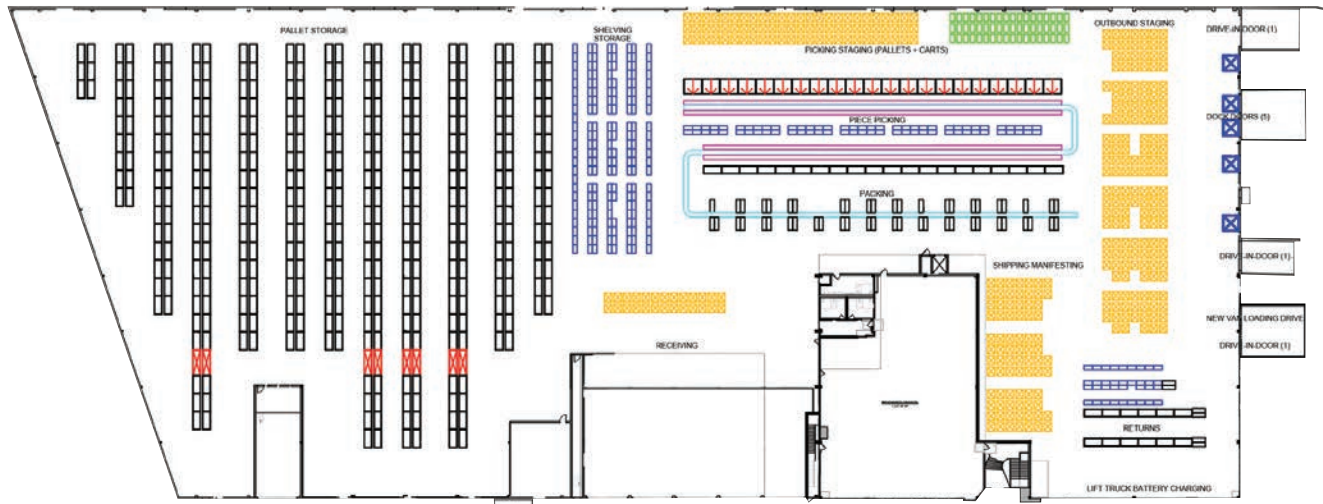 PALLET STORAGE
SHELVING
STORAGE
PICKING STAGING (PALLETS + CARTS)
OUTBOUND STAGING
DRIVE-IN-DOOR (1)
PIECE PICKING
DOCK DOORS (5)
PACKING
SHIPPING MANIFESTING
DRIVE-IN-DOOR (1)
NEW VAN LOADING DRIVE
RECEIVING
DRIVE-IN-DOOR (1)
RETURNS
LIFT TRUCK BATTERY CHARGING